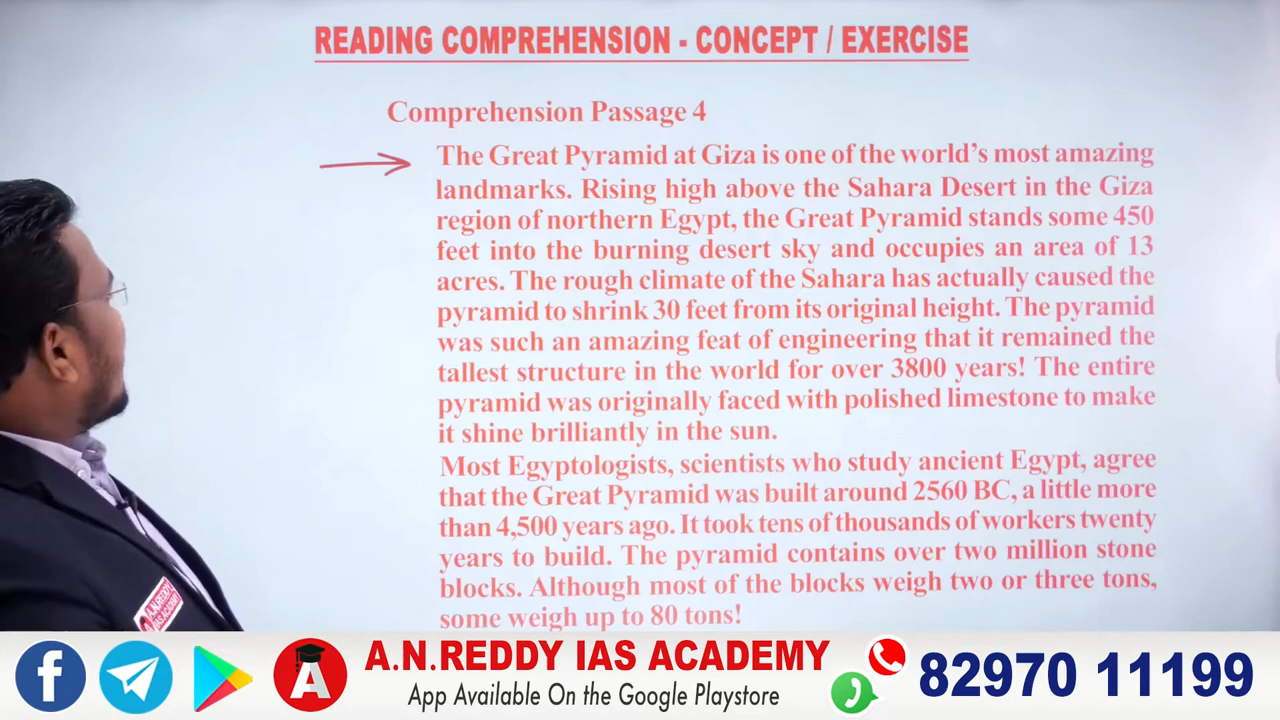 READING COMPREHENSION - CONCEPT / EXERCISE
Comprehension Passage 4
The Great Pyramid at Giza is one of the world's most amazing
landmarks. Rising high above the Sahara Desert in the Giza
region of northern Egypt, the Great Pyramid stands some 450
feet into the burning desert sky and occupies an area of 13
acres. The rough climate of the Sahara has actually caused the
pyramid to shrink 30 feet from its original height. The pyramid
was such an amazing feat of engineering that it remained the
tallest structure in the world for over 3800 years! The entire
pyramid was originally faced with polished limestone to make
it shine brilliantly in the sun.
Most Egyptologists, scientists who study ancient Egypt, agree
that the Great Pyramid was built around 2560 BC, a little more
than 4,500 years ago. It took tens of thousands of workers twenty
years to build. The pyramid contains over two million stone
blocks. Although most of the blocks weigh two or three tons,
some weigh up to 80 tons!
A.N.REDDY
IAS ACADEMY
A.N.REDDY IAS ACADEMY
App Available On the Google Playstore
82970 11199